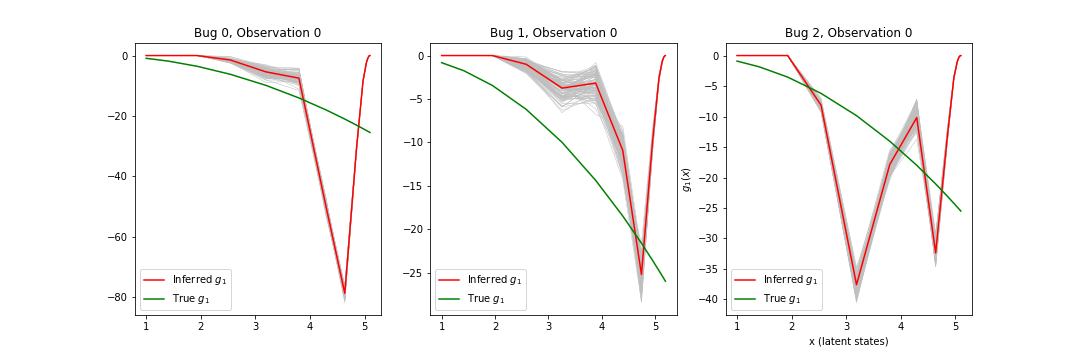 Bug 0, Observation 0
0
−20
−40
−60
−80
1 2 3 4 5
Inferred g₁
True g₁
Bug 1, Observation 0
0
−5
−10
−15
−20
−25
1 2 3 4 5
Inferred g₁
True g₁
Bug 2, Observation 0
g₁(x)
0
−5
−10
−15
−20
−25
−30
−35
−40
1 2 3 4 5
x (latent states)
Inferred g₁
True g₁